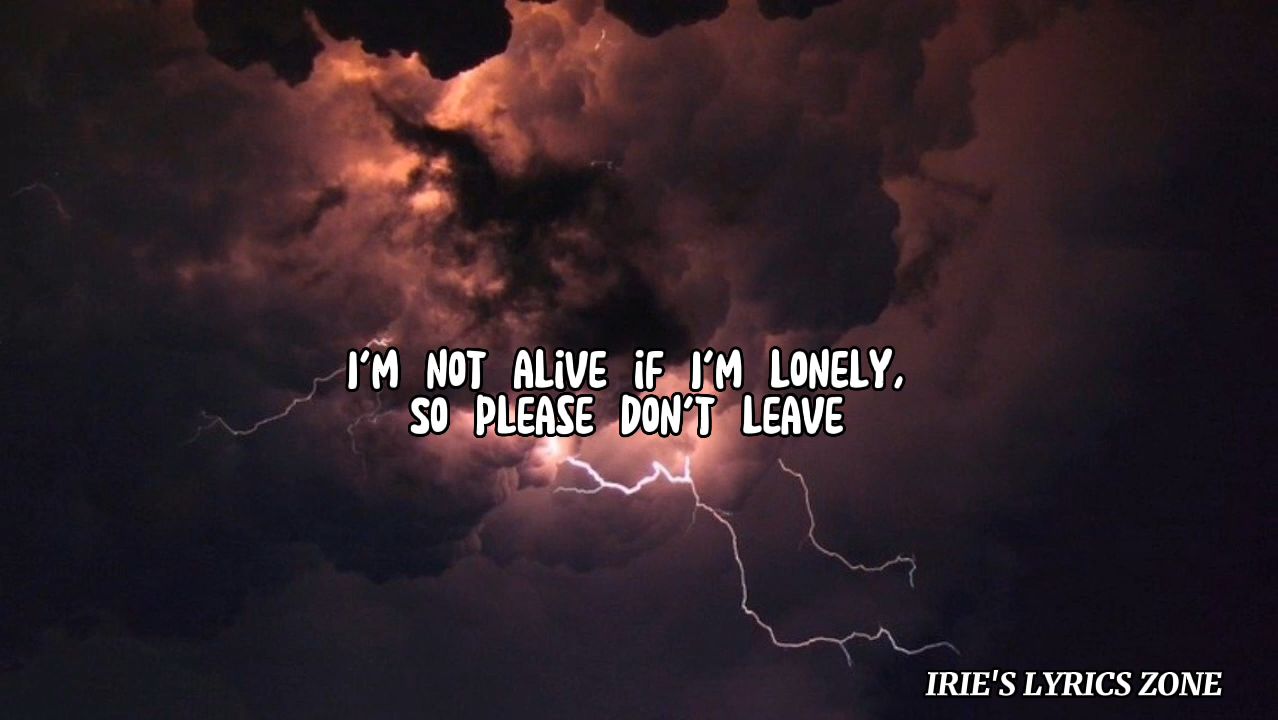 I'M NOT ALiVE iF I'M LONELY,
SO PLEASE DON'T LEAVE
IRIE'S LYRICS ZONE